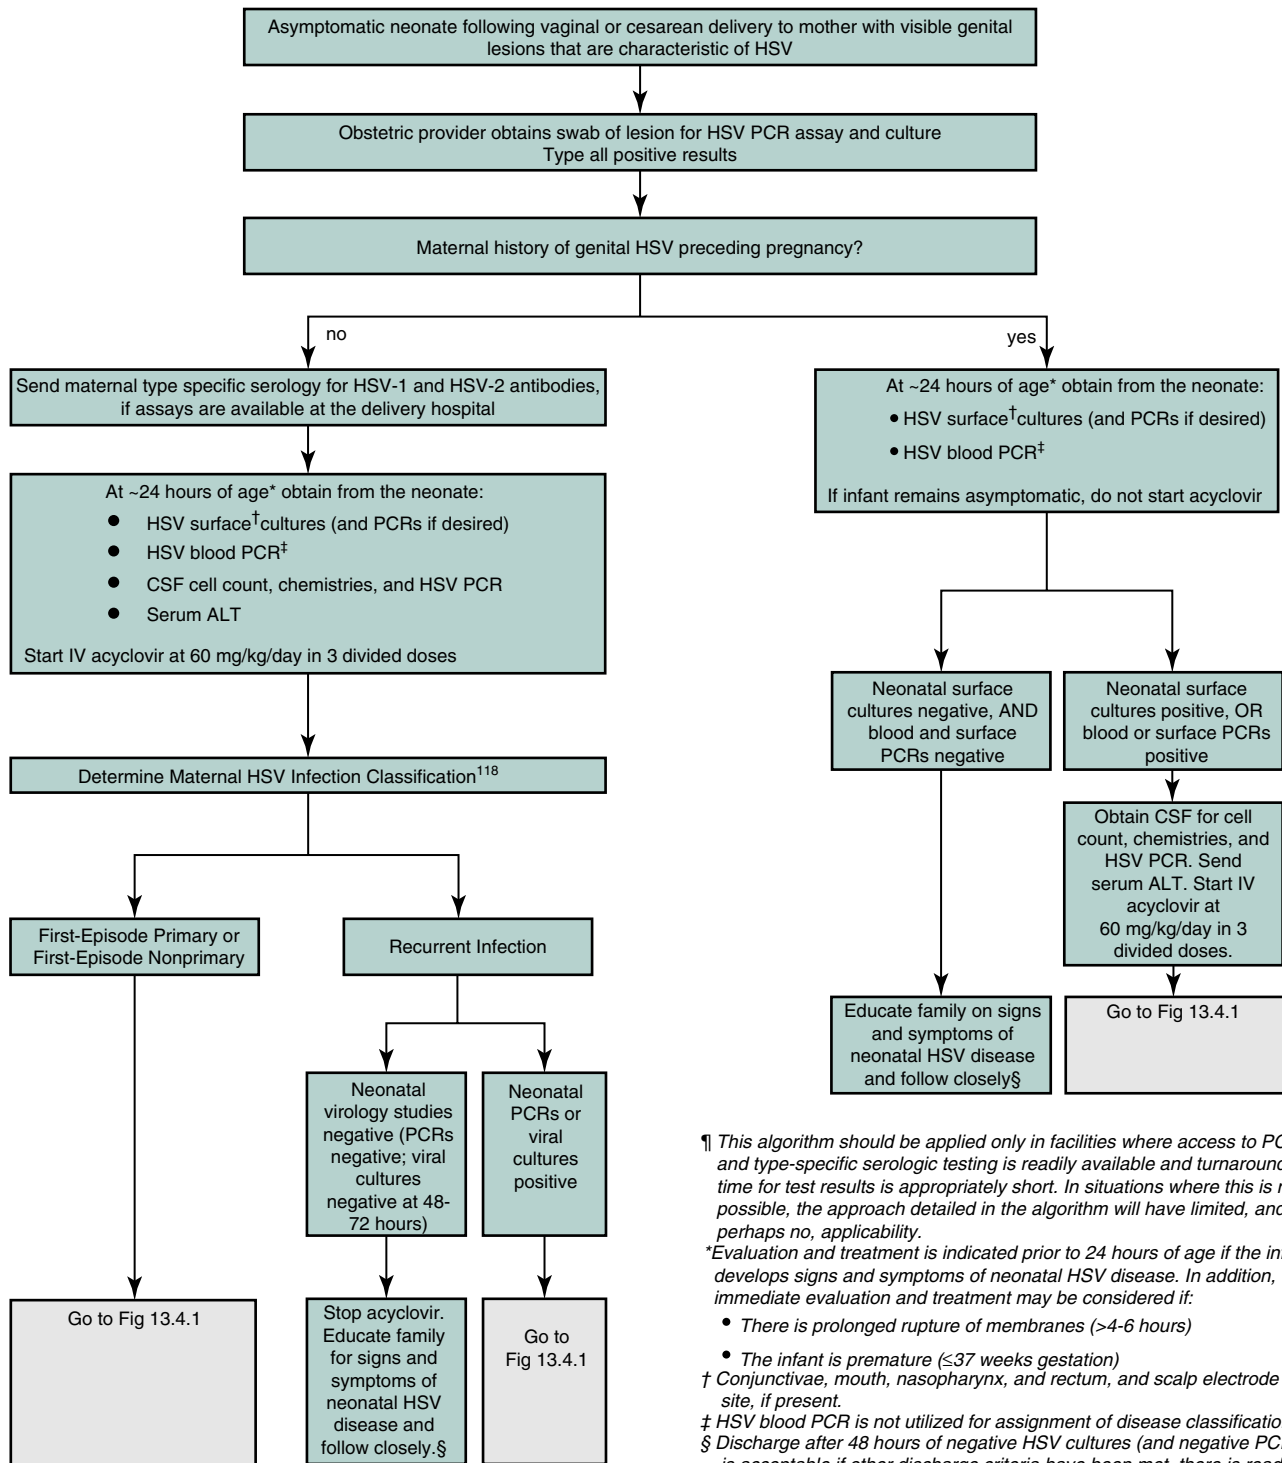 Asymptomatic neonate following vaginal or cesarean delivery to mother with visible genital
lesions that are characteristic of HSV
Obstetric provider obtains swab of lesion for HSV PCR assay and culture
Type all positive results
Maternal history of genital HSV preceding pregnancy?
no
yes
Send maternal type specific serology for HSV-1 and HSV-2 antibodies,
if assays are available at the delivery hospital
At ~24 hours of age* obtain from the neonate:
● HSV surface†cultures (and PCRs if desired)
● HSV blood PCR‡
● CSF cell count, chemistries, and HSV PCR
● Serum ALT
Start IV acyclovir at 60 mg/kg/day in 3 divided doses
Determine Maternal HSV Infection Classification118
First-Episode Primary or
First-Episode Nonprimary
Recurrent Infection
Neonatal
virology studies
negative (PCRs
negative; viral
cultures
negative at 48-
72 hours)
Neonatal
PCRs or
viral
cultures
positive
Go to Fig 13.4.1
Stop acyclovir.
Educate family
for signs and
symptoms of
neonatal HSV
disease and
follow closely.§
Go to
Fig 13.4.1
At ~24 hours of age* obtain from the neonate:
● HSV surface†cultures (and PCRs if desired)
● HSV blood PCR‡
If infant remains asymptomatic, do not start acyclovir
Neonatal surface
cultures negative, AND
blood and surface
PCRs negative
Neonatal surface
cultures positive, OR
blood or surface PCRs
positive
Obtain CSF for cell
count, chemistries, and
HSV PCR. Send
serum ALT. Start IV
acyclovir at
60 mg/kg/day in 3
divided doses.
Educate family on signs
and symptoms of
neonatal HSV disease
and follow closely§
Go to Fig 13.4.1
¶ This algorithm should be applied only in facilities where access to
and type-specific serologic testing is readily available and turnaround
time for test results is appropriately short. In situations where this is
possible, the approach detailed in the algorithm will have limited, and
perhaps no, applicability.
*Evaluation and treatment is indicated prior to 24 hours of age if the
develops signs and symptoms of neonatal HSV disease. In addition,
immediate evaluation and treatment may be considered if:
● There is prolonged rupture of membranes (>4-6 hours)
● The infant is premature (≤37 weeks gestation)
† Conjunctivae, mouth, nasopharynx, and rectum, and scalp electrode
site, if present.
‡ HSV blood PCR is not utilized for assignment of disease
§ Discharge after 48 hours of negative HSV cultures (and negative
is acceptable if other discharge criteria have been met, there is